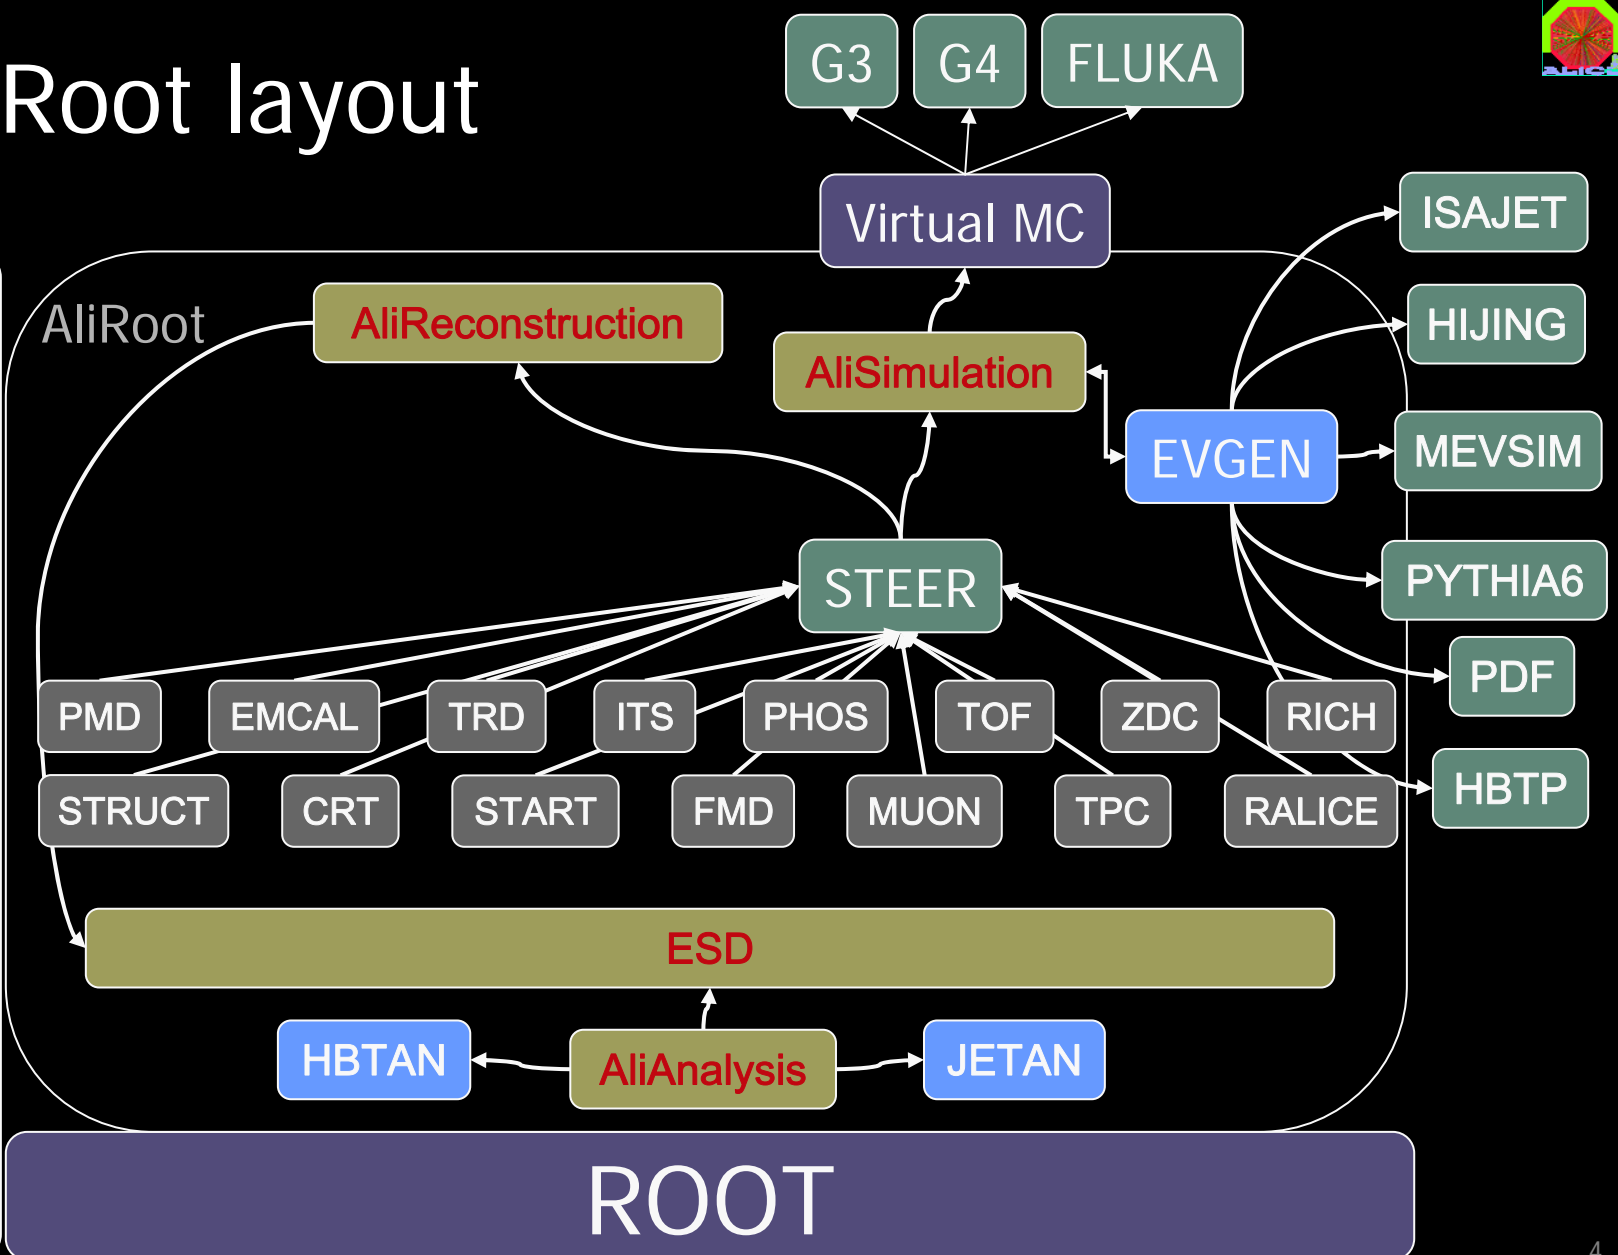 Root layout
G3
G4
FLUKA
ALICE
Virtual MC
ISAJET
AliRoot
AliReconstruction
HIJING
AliSimulation
EVGEN
MEVSIM
STEER
PYTHIA6
PDF
PMD
EMCAL
TRD
ITS
PHOS
TOF
ZDC
RICH
HBTP
STRUCT
CRT
START
FMD
MUON
TPC
RALICE
ESD
HBTAN
AliAnalysis
JETAN
ROOT
4